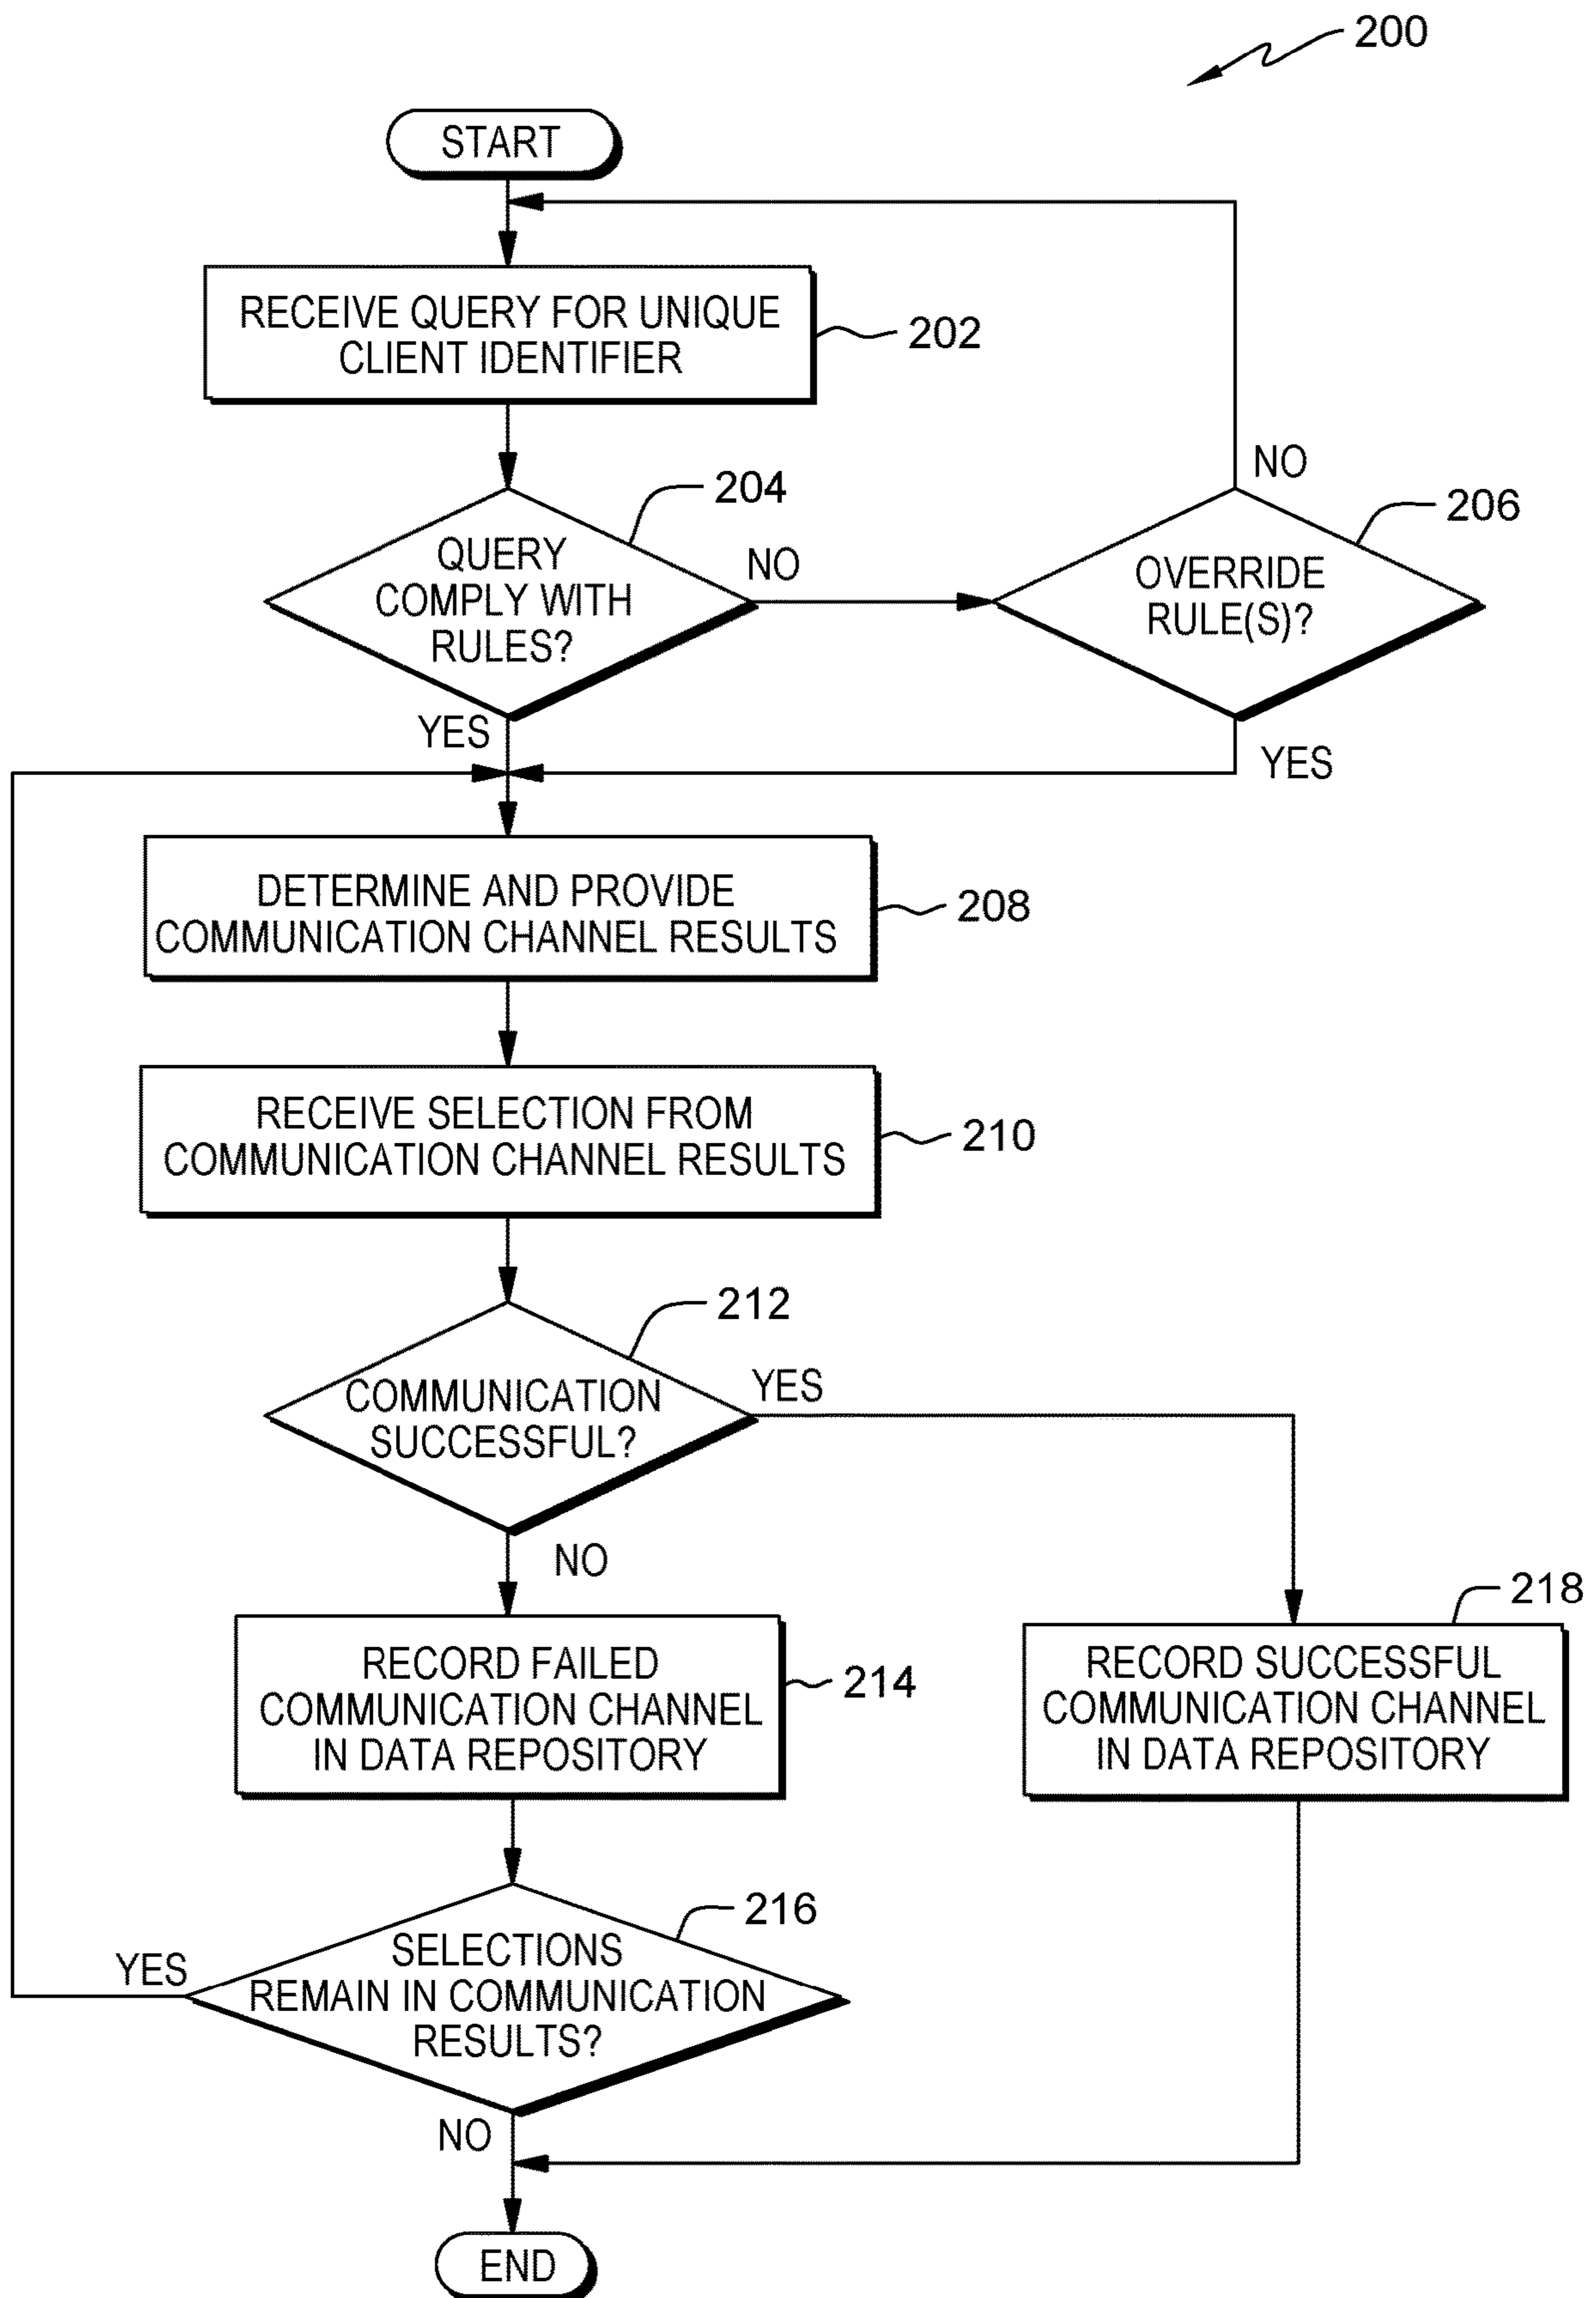 200
START
RECEIVE QUERY FOR UNIQUE
CLIENT IDENTIFIER
202
204
QUERY
COMPLY WITH
RULES?
NO
NO
206
OVERRIDE
RULE(S)?
YES
YES
DETERMINE AND PROVIDE
COMMUNICATION CHANNEL RESULTS
208
RECEIVE SELECTION FROM
COMMUNICATION CHANNEL RESULTS
210
212
COMMUNICATION
SUCCESSFUL?
YES
NO
RECORD FAILED
COMMUNICATION CHANNEL
IN DATA REPOSITORY
214
218
RECORD SUCCESSFUL
COMMUNICATION CHANNEL
IN DATA REPOSITORY
216
SELECTIONS
REMAIN IN COMMUNICATION
RESULTS?
YES
NO
END